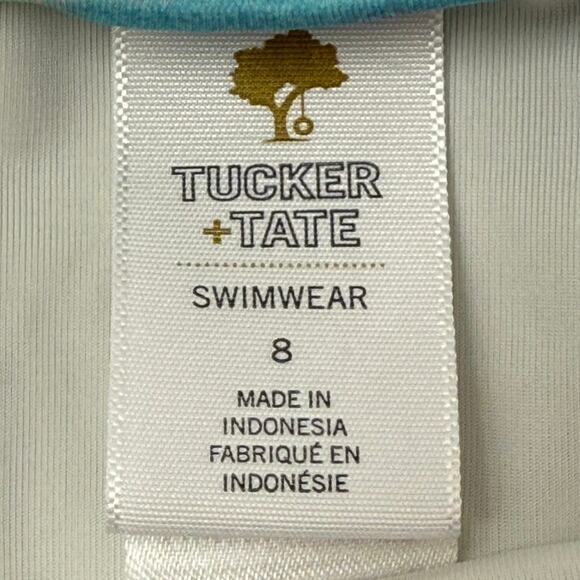 TUCKER
+TATE
SWIMWEAR
8
MADE IN
INDONESIA
FABRIQUÉ EN
INDONÉSIE